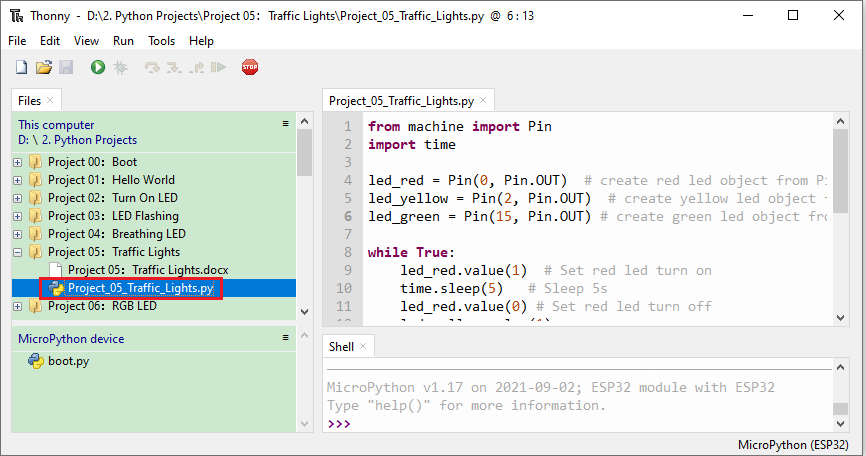 Thonny - D:\2. Python Projects\Project 05：Traffic Lights\Project_05_Traffic_Lights.py @ 6 : 13
File Edit View Run Tools Help
STOP
Files ×
This computer ≡
D: \ 2. Python Projects
Project 00：Boot
Project 01：Hello World
Project 02：Turn On LED
Project 03：LED Flashing
Project 04：Breathing LED
Project 05：Traffic Lights
Project 05：Traffic Lights.docx
Project_05_Traffic_Lights.py
Project 06：RGB LED
MicroPython device ≡
boot.py
Project_05_Traffic_Lights.py ×
1 from machine import Pin
2 import time
3
4 led_red = Pin(0, Pin.OUT)  # create red led object from P
5 led_yellow = Pin(2, Pin.OUT)  # create yellow led object
6 led_green = Pin(15, Pin.OUT) # create green led object fro
7
8 while True:
9     led_red.value(1)  # Set red led turn on
10     time.sleep(5)   # Sleep 5s
11     led_red.value(0) # Set red led turn off
Shell ×
MicroPython v1.17 on 2021-09-02; ESP32 module with ESP32
Type "help()" for more information.
>>>
MicroPython (ESP32)